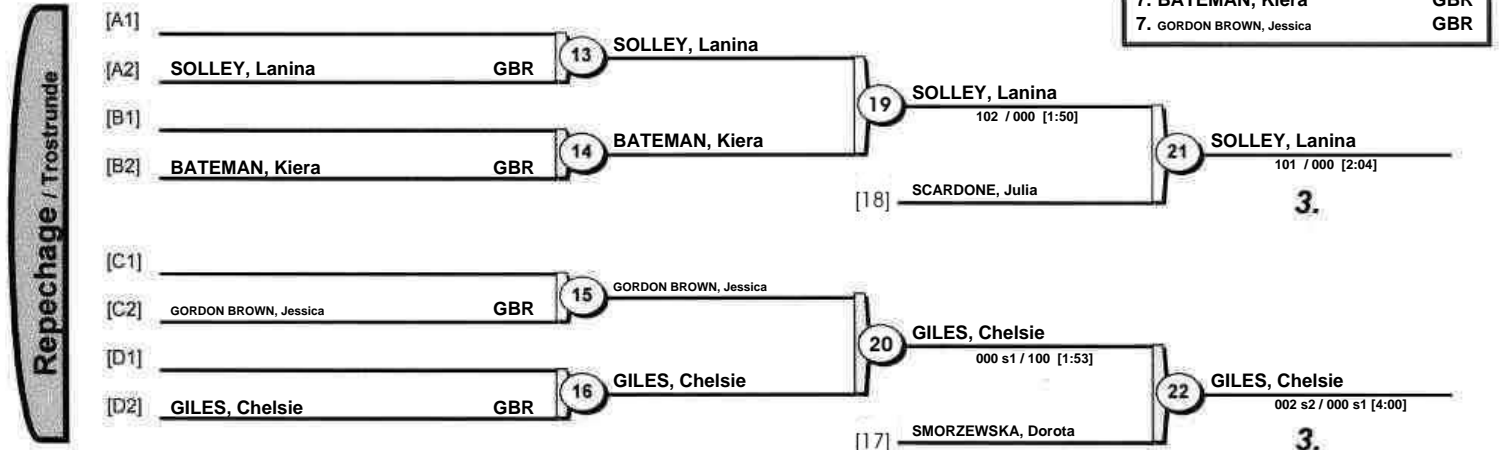 7. BATEMAN, Kiera GBR
7. GORDON BROWN, Jessica GBR
Repechage / Trostrunde
[A1]
[A2] SOLLEY, Lanina GBR
13 SOLLEY, Lanina
[B1]
[B2] BATEMAN, Kiera GBR
14 BATEMAN, Kiera
19 SOLLEY, Lanina
102 / 000 [1:50]
[18] SCARDONE, Julia
21 SOLLEY, Lanina
101 / 000 [2:04]
3.
[C1]
[C2] GORDON BROWN, Jessica GBR
15 GORDON BROWN, Jessica
[D1]
[D2] GILES, Chelsie GBR
16 GILES, Chelsie
20 GILES, Chelsie
000 s1 / 100 [1:53]
[17] SMORZEWSKA, Dorota
22 GILES, Chelsie
002 s2 / 000 s1 [4:00]
3.